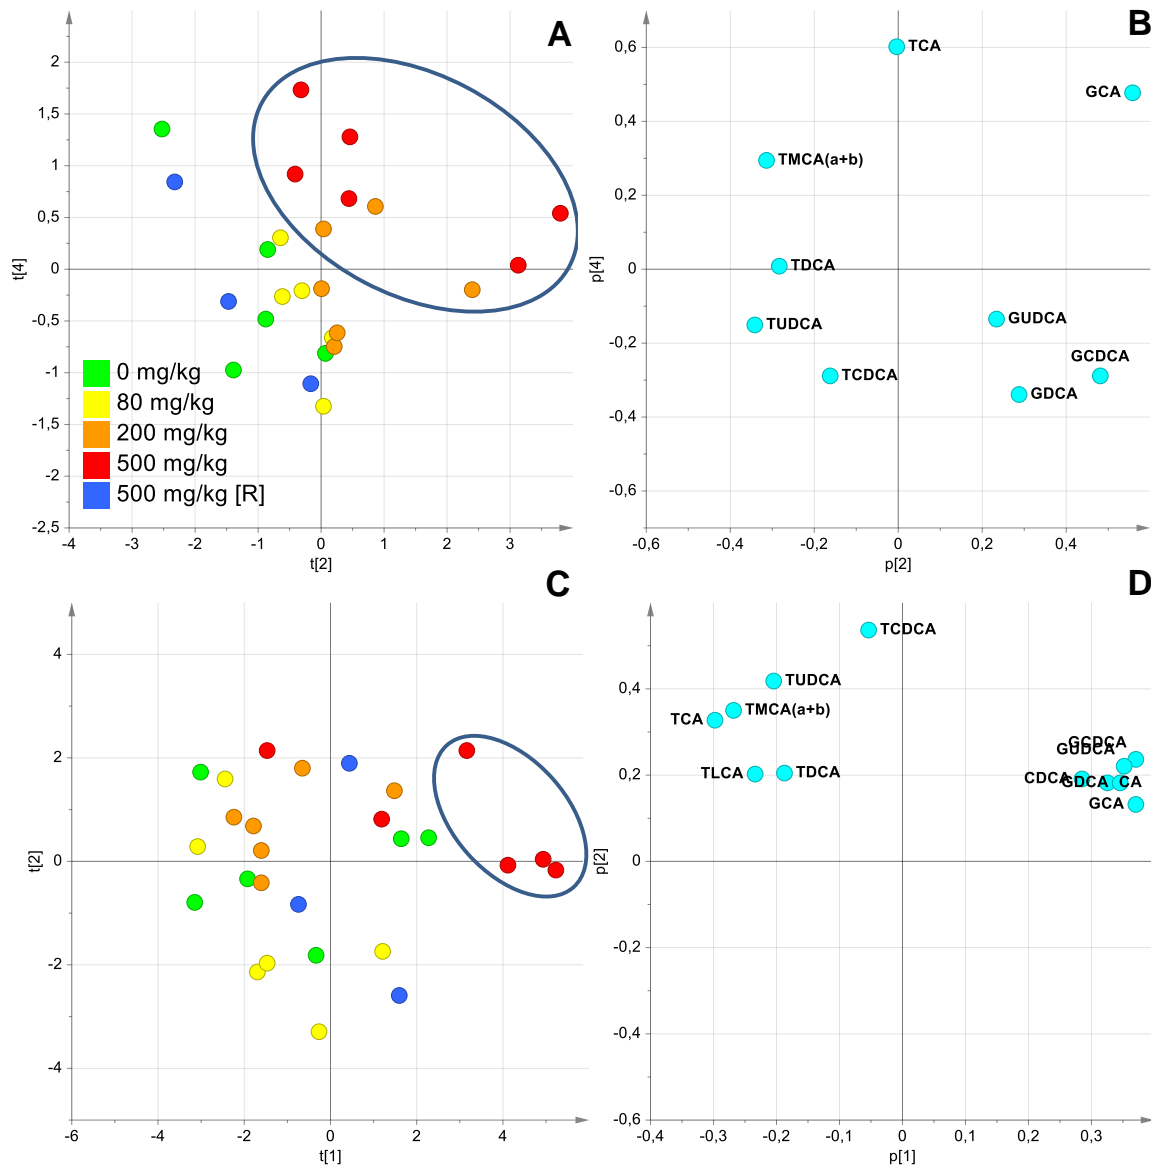 A
2
1.5
1
0.5
0
-0.5
-1
-1.5
-2
-2.5
t[4]
-4 -3 -2 -1 0 1 2 3
t[2]
0 mg/kg
80 mg/kg
200 mg/kg
500 mg/kg
500 mg/kg [R]
B
0,6
0,4
0,2
0
-0,2
-0,4
-0,6
p[4]
-0,6 -0,4 -0,2 0 0,2 0,4
p[2]
TCA
GCA
TMCA(a+b)
TDCA
TUDCA
GUDCA
GCDCA
TCDCA
GDCA
C
4
2
0
-2
-4
t[2]
-6 -4 -2 0 2 4
t[1]
D
0,4
0,2
0
-0,2
-0,4
-0,6
p[2]
-0,4 -0,3 -0,2 -0,1 0 0,1 0,2 0,3
p[1]
TCDCA
TUDCA
TMCA(a+b)
TCA
GCDCA
GUDCA
TLCA
TDCA
CDCA
GDCA
CA
GCA